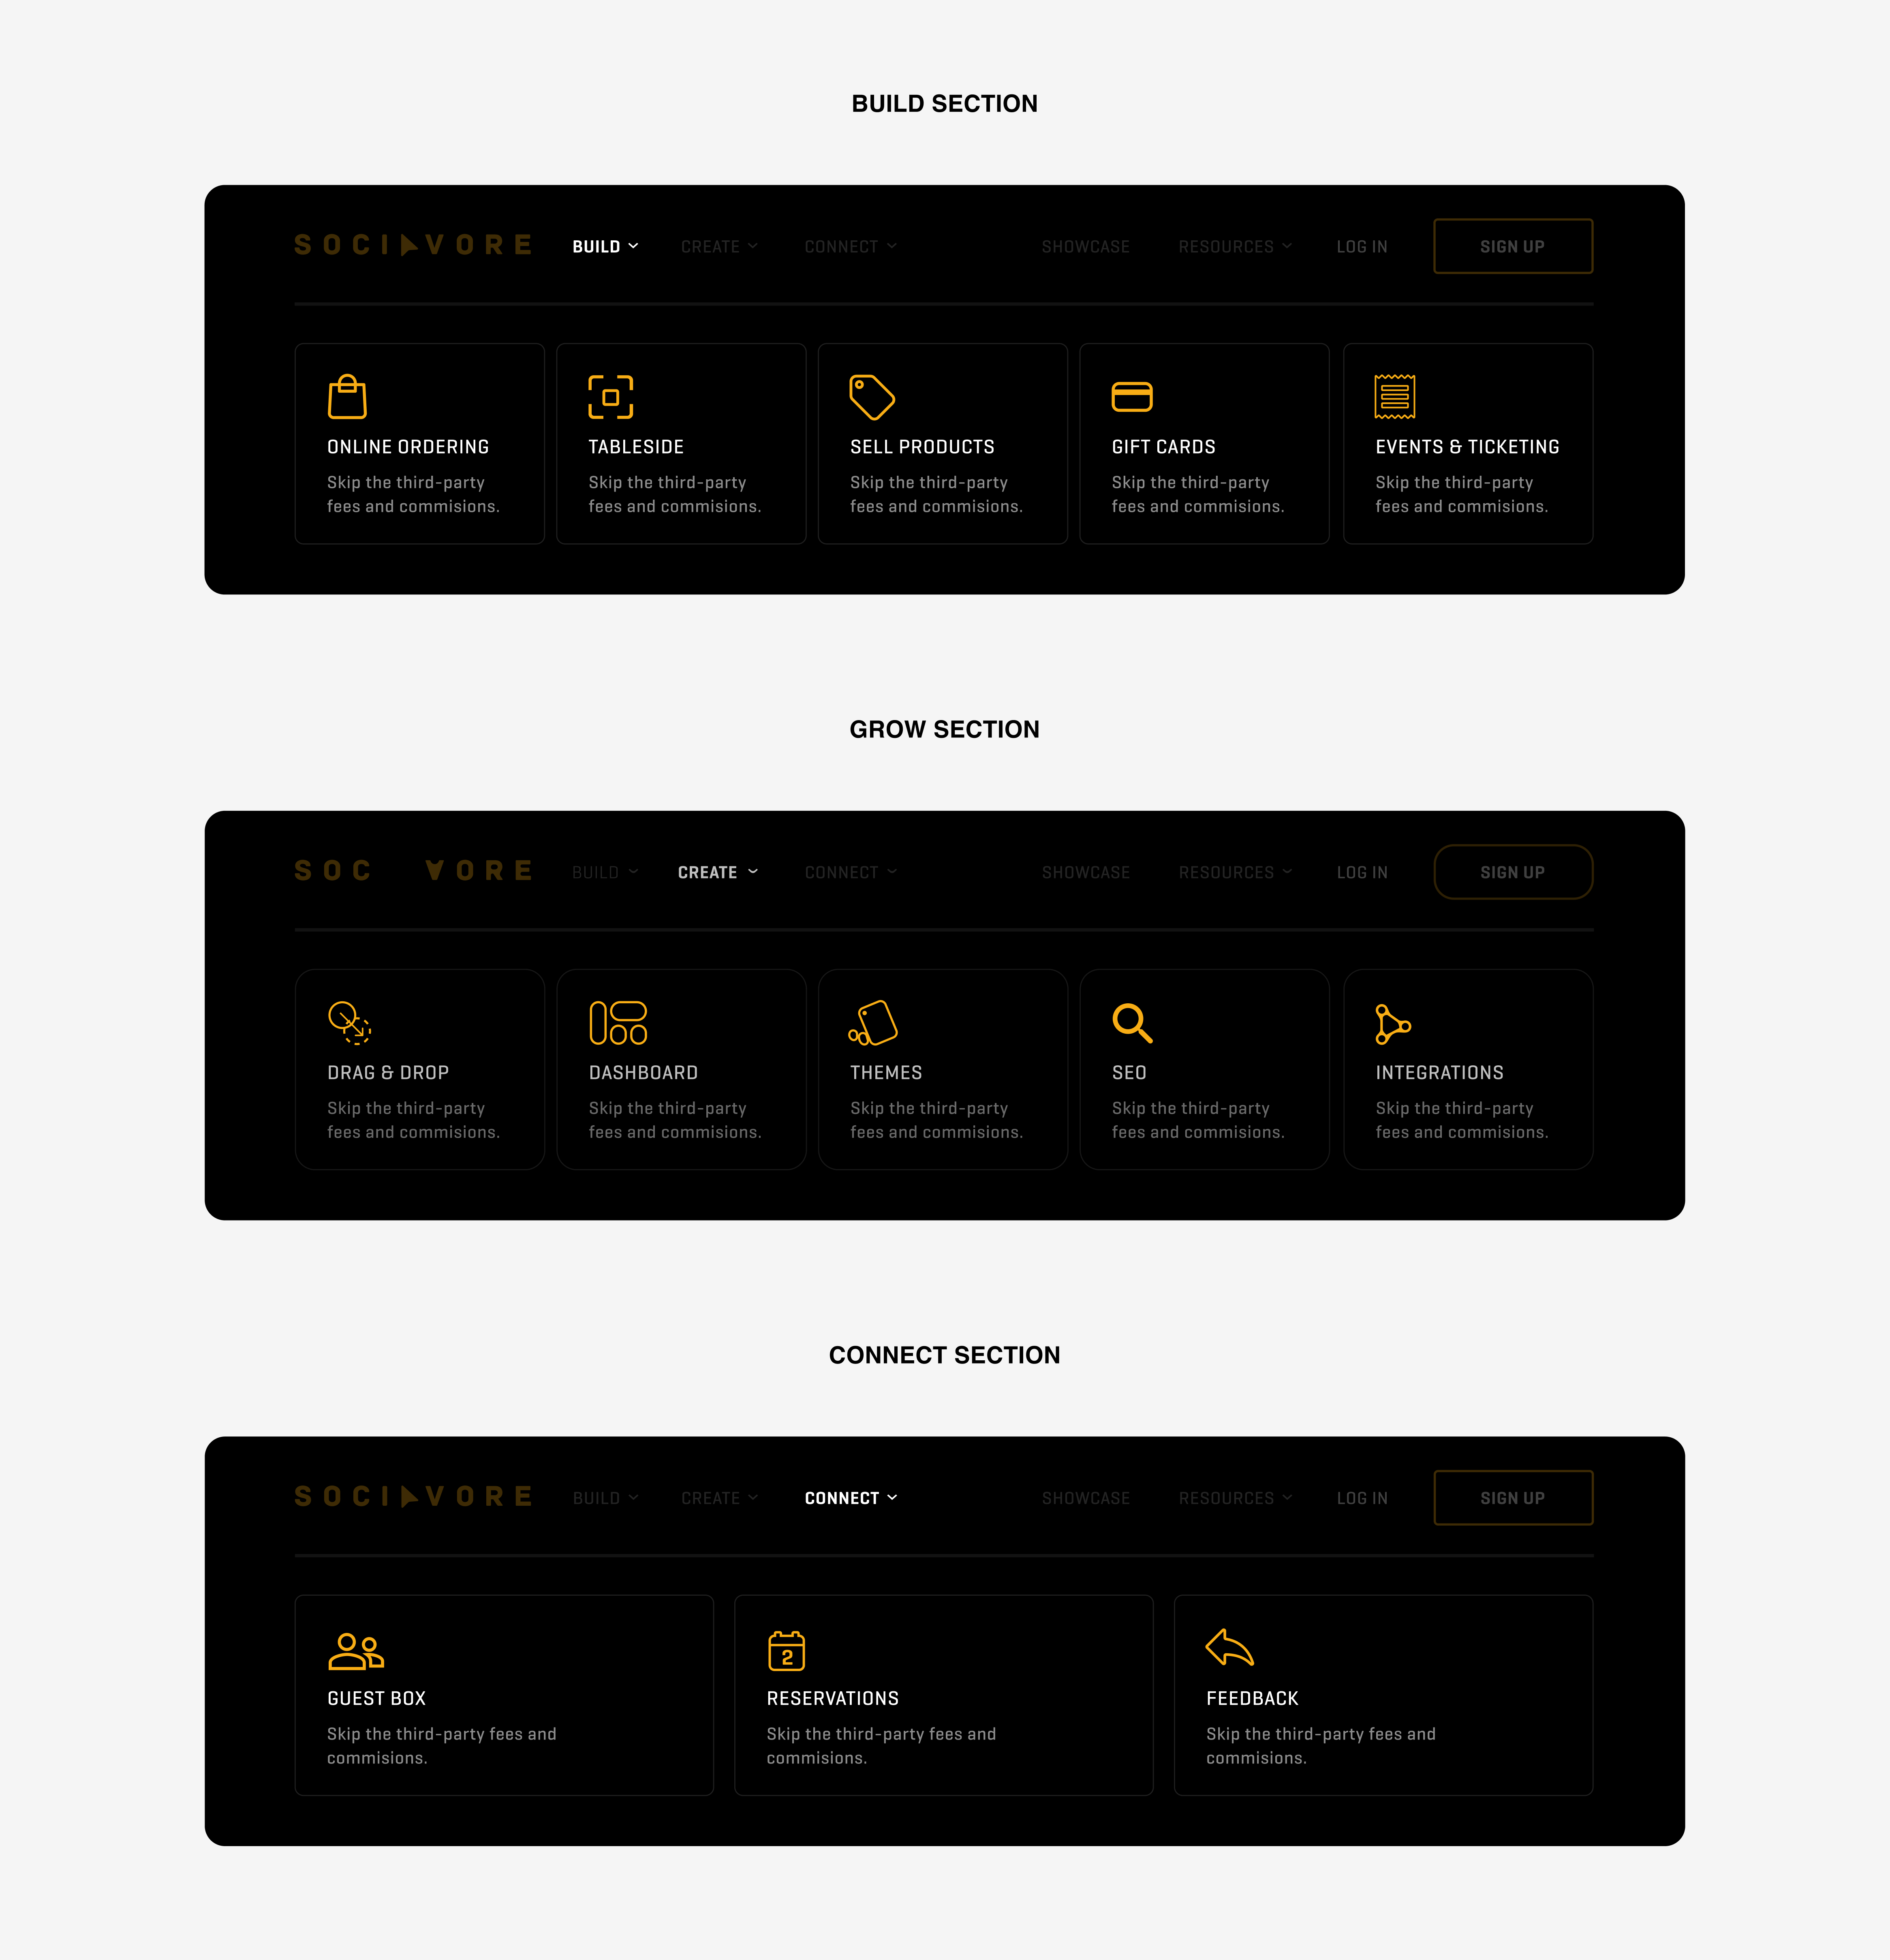 BUILD SECTION
SOCIAVORE BUILD CREATE CONNECT SHOWCASE RESOURCES LOG IN SIGN UP
ONLINE ORDERING
Skip the third-party
fees and commisions.
TABLESIDE
Skip the third-party
fees and commisions.
SELL PRODUCTS
Skip the third-party
fees and commisions.
GIFT CARDS
Skip the third-party
fees and commisions.
EVENTS & TICKETING
Skip the third-party
fees and commisions.
GROW SECTION
SOC VORE BUILD CREATE CONNECT SHOWCASE RESOURCES LOG IN SIGN UP
DRAG & DROP
Skip the third-party
fees and commisions.
DASHBOARD
Skip the third-party
fees and commisions.
THEMES
Skip the third-party
fees and commisions.
SEO
Skip the third-party
fees and commisions.
INTEGRATIONS
Skip the third-party
fees and commisions.
CONNECT SECTION
SOCIAVORE BUILD CREATE CONNECT SHOWCASE RESOURCES LOG IN SIGN UP
GUEST BOX
Skip the third-party fees and
commisions.
2
RESERVATIONS
Skip the third-party fees and
commisions.
FEEDBACK
Skip the third-party fees and
commisions.